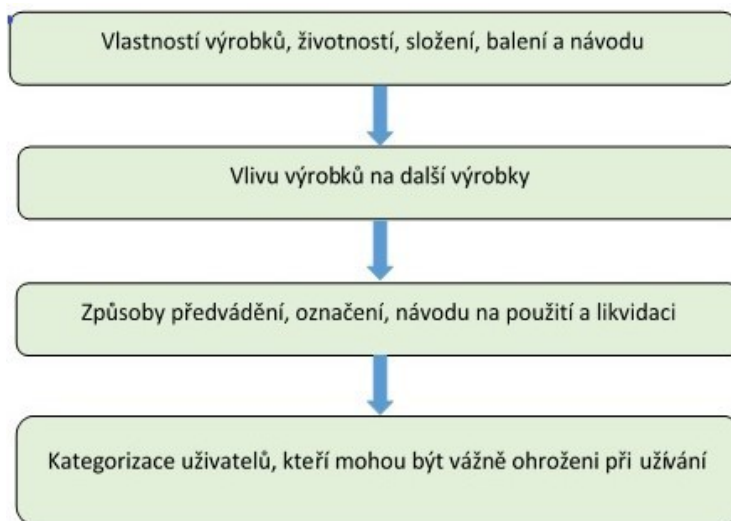 Vlastností výrobků, životností, složení, balení a návodu
Vlivu výrobků na další výrobky
Způsoby předvádění, označení, návodu na použití a likvidaci
Kategorizace uživatelů, kteří mohou být vážně ohroženi při užívání